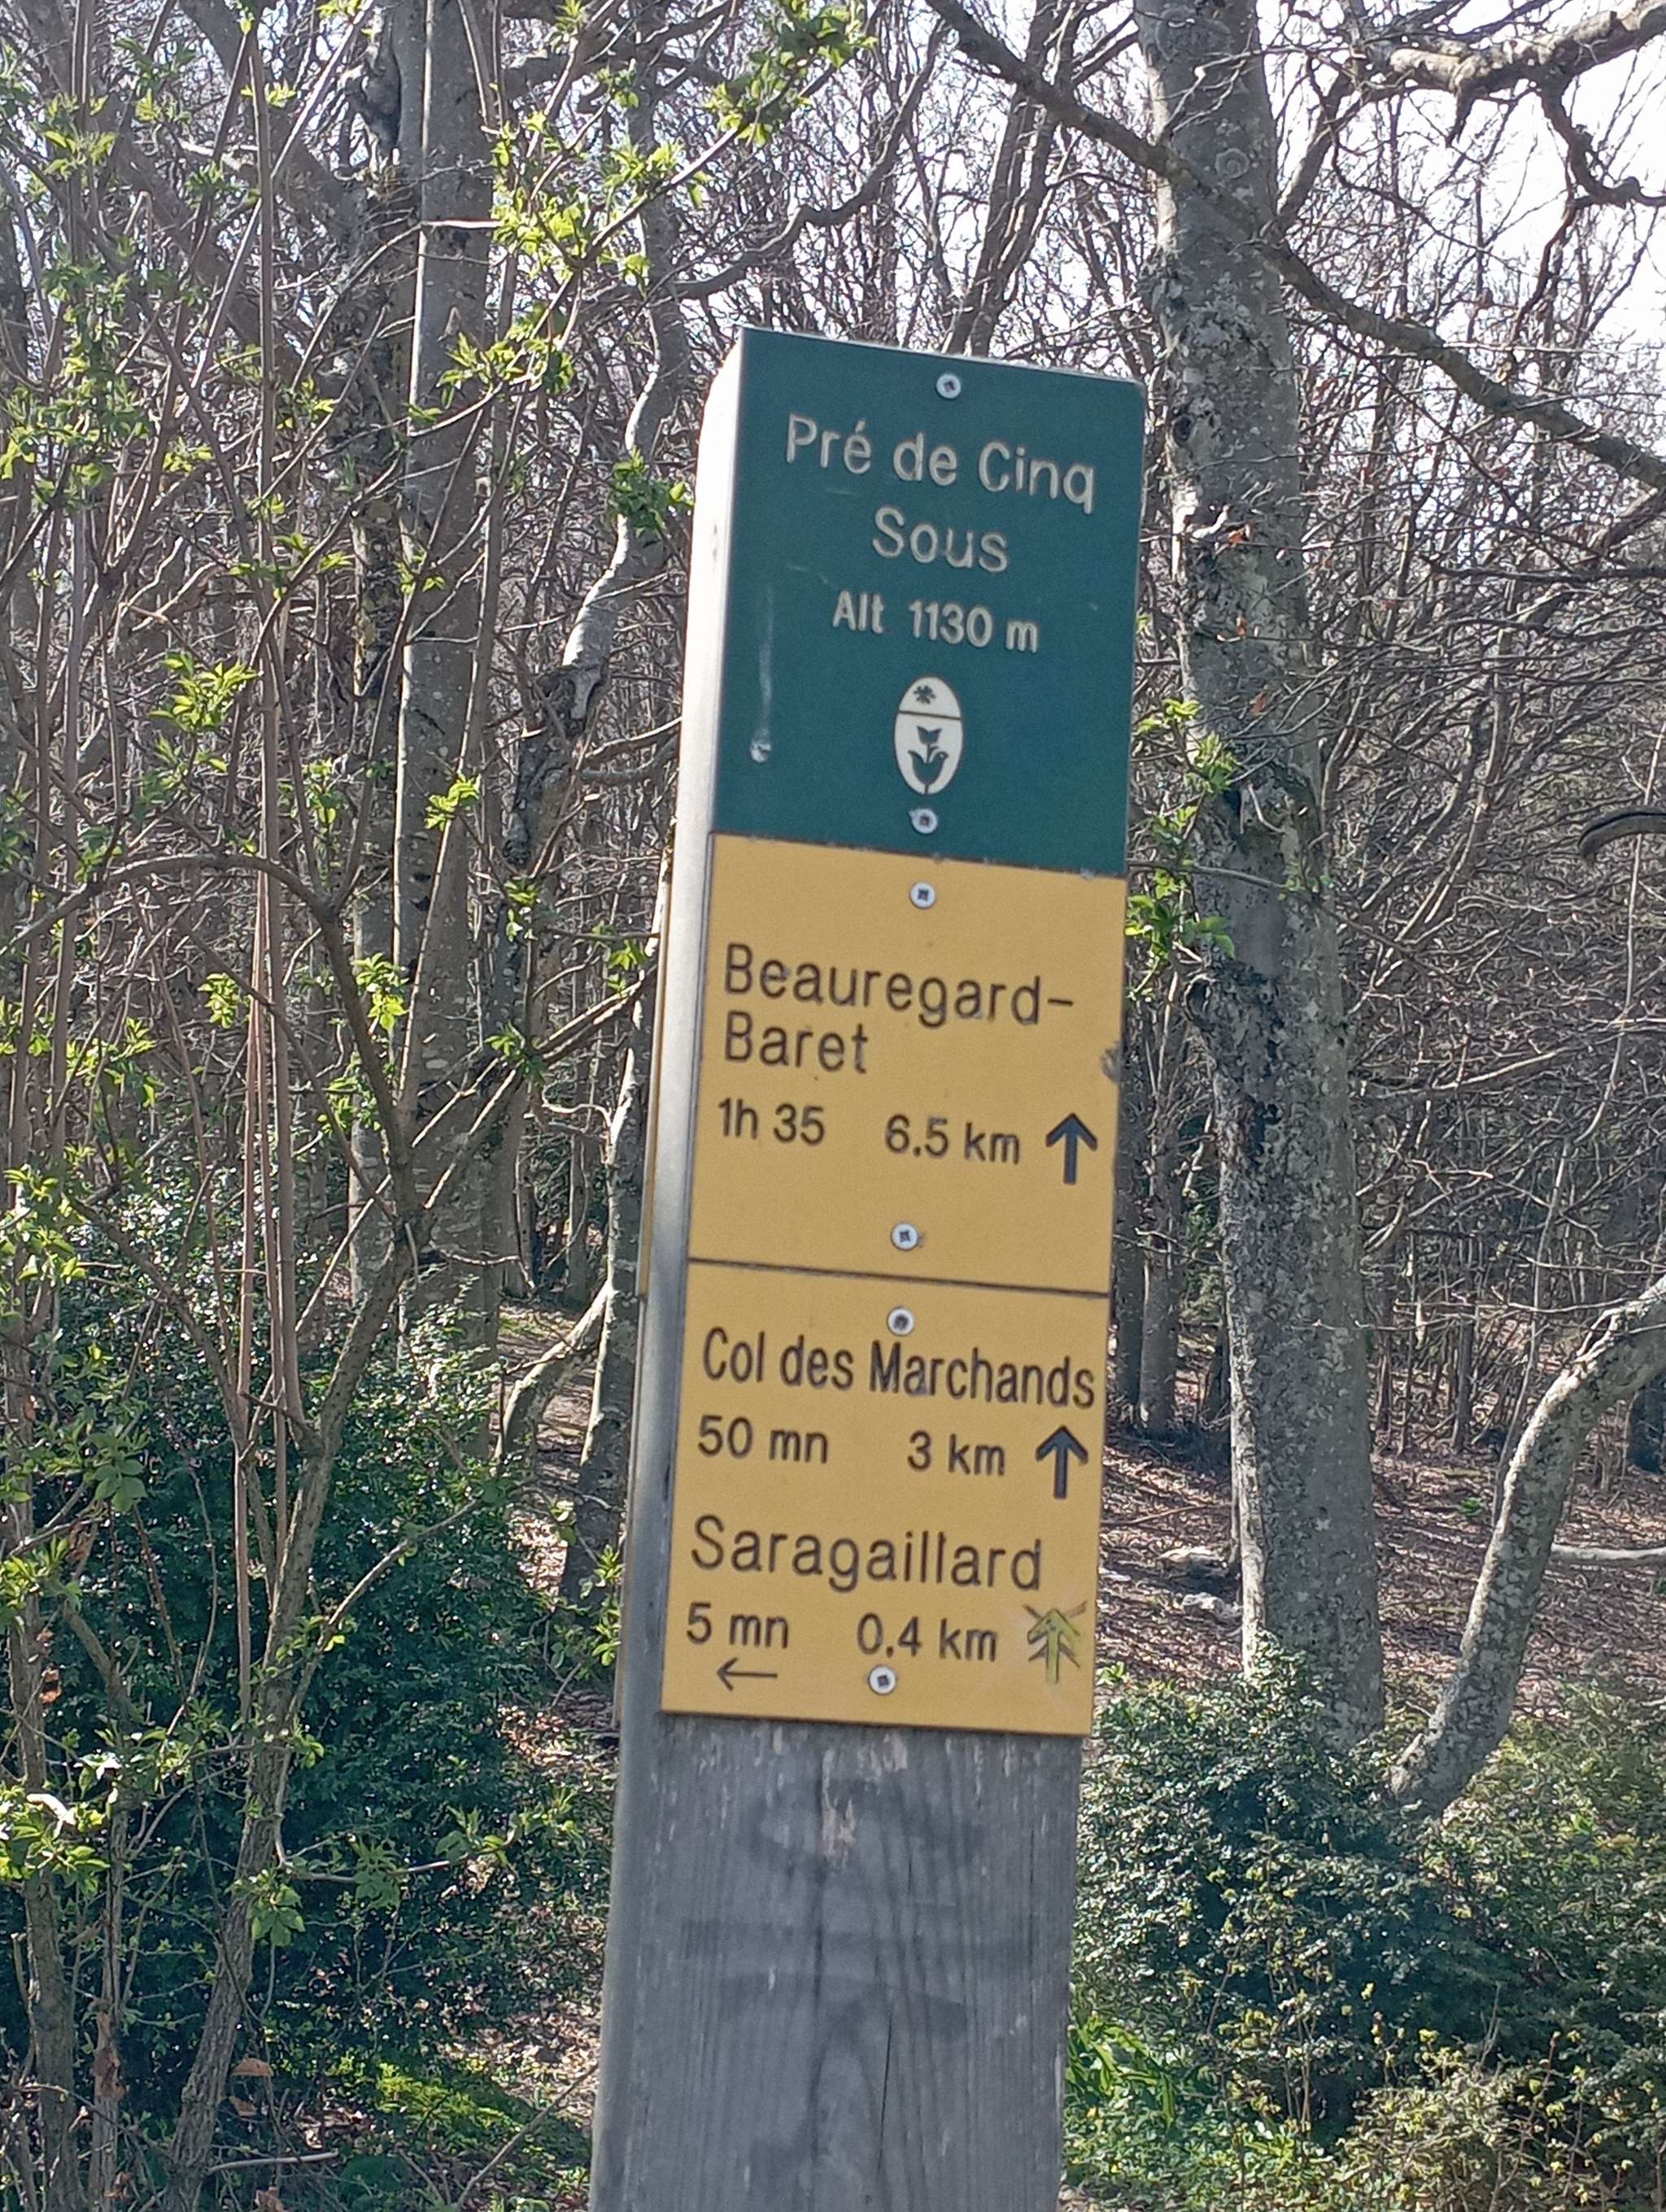 Pré de Cinq
Sous
Alt 1130 m
Beauregard-
Baret
1h 35 6.5 km ↑
Col des Marchands
50 mn 3 km ↑
Saragaillard
5 mn 0.4 km ↑
←